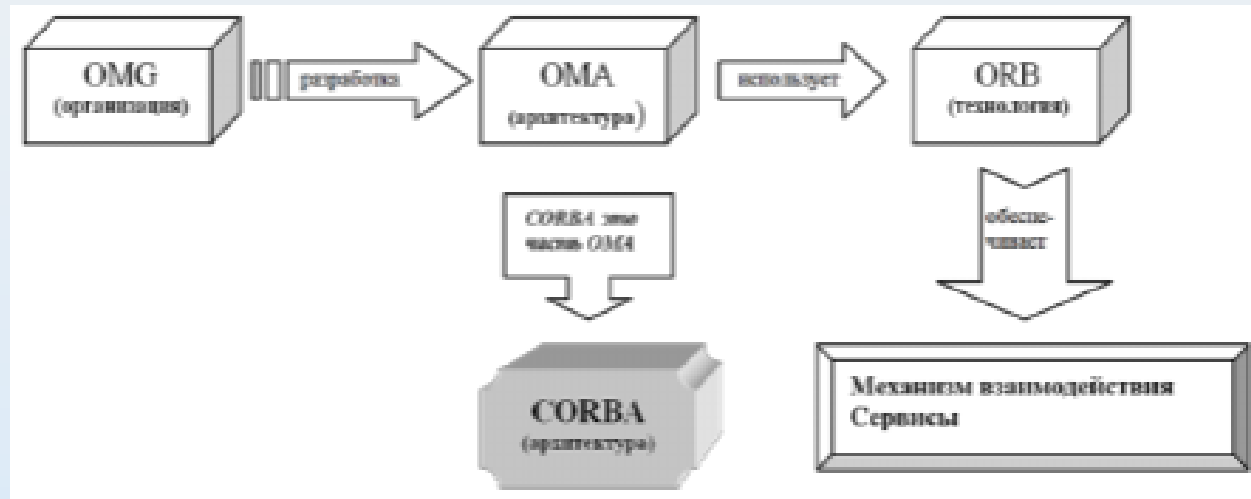 OMG
(организация)
разработка
OMA
(архитектура)
использует
ORB
(технология)
CORBA это
часть OMA
обеспе-
чивает
CORBA
(архитектура)
Механизм взаимодействия
Сервисы